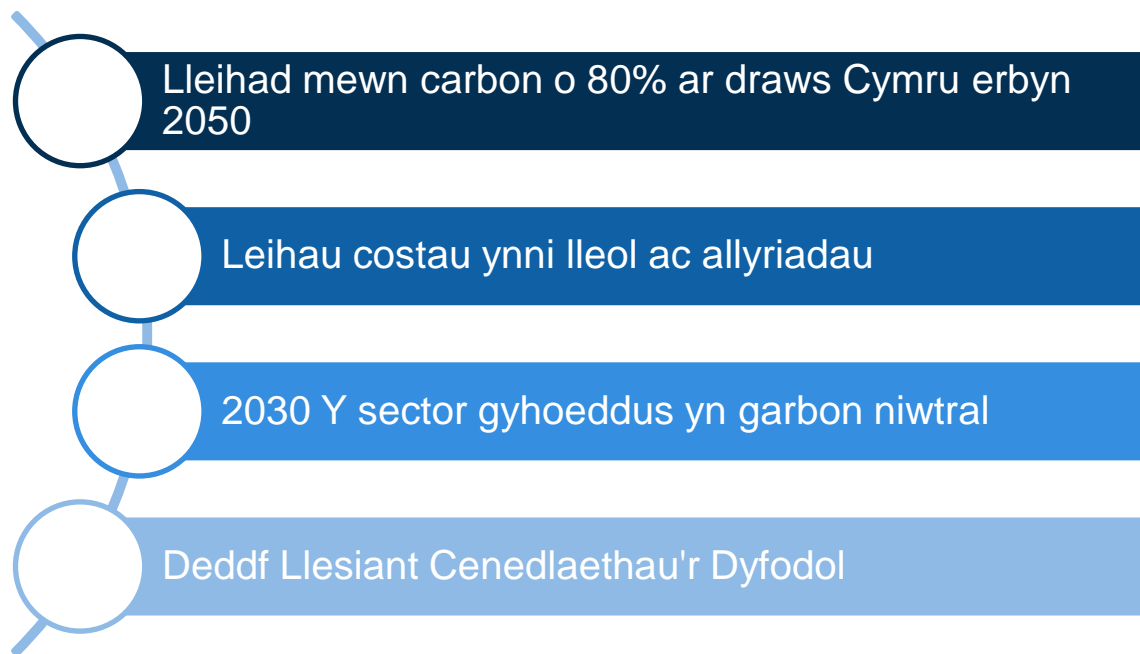 Lleihad mewn carbon o 80% ar draws Cymru erbyn
2050
Leihau costau ynni lleol ac allyriadau
2030 Y sector gyhoeddus yn garbon niwtral
Deddf Llesiant Cenedlaethau'r Dyfodol